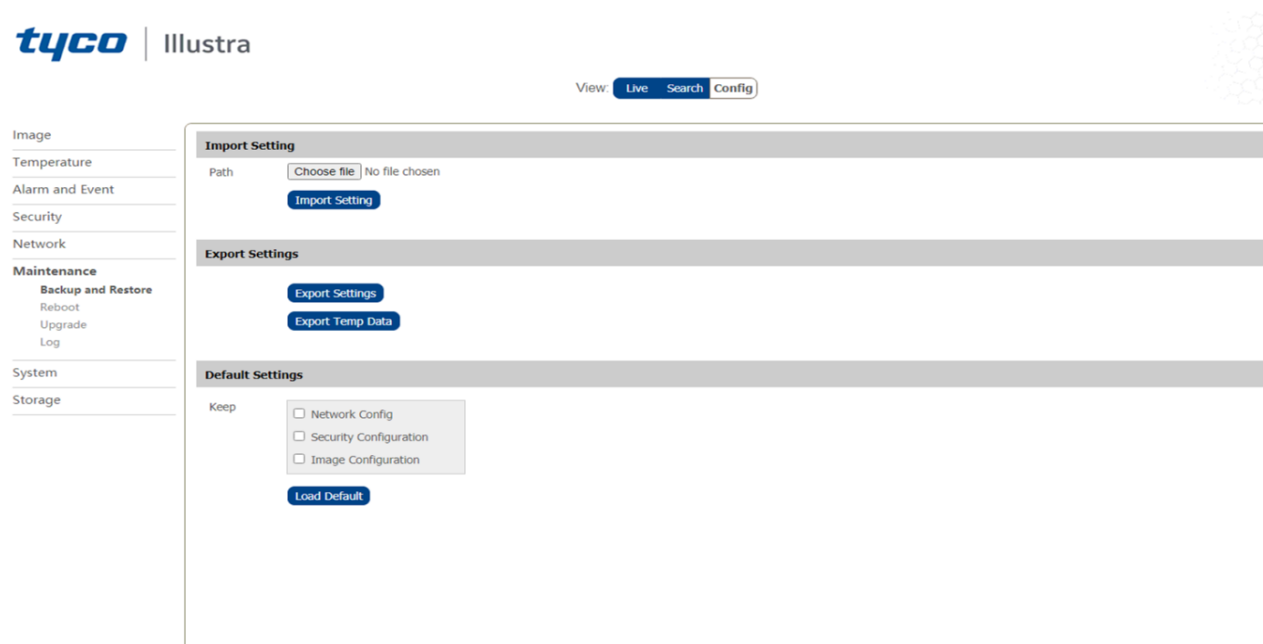 tyco | Illustra
View: Live Search Config
Image
Temperature
Alarm and Event
Security
Network
Maintenance
Backup and Restore
Reboot
Upgrade
Log
System
Storage
Import Setting
Path Choose file No file chosen
Import Setting
Export Settings
Export Settings
Export Temp Data
Default Settings
Keep
Network Config
Security Configuration
Image Configuration
Load Default